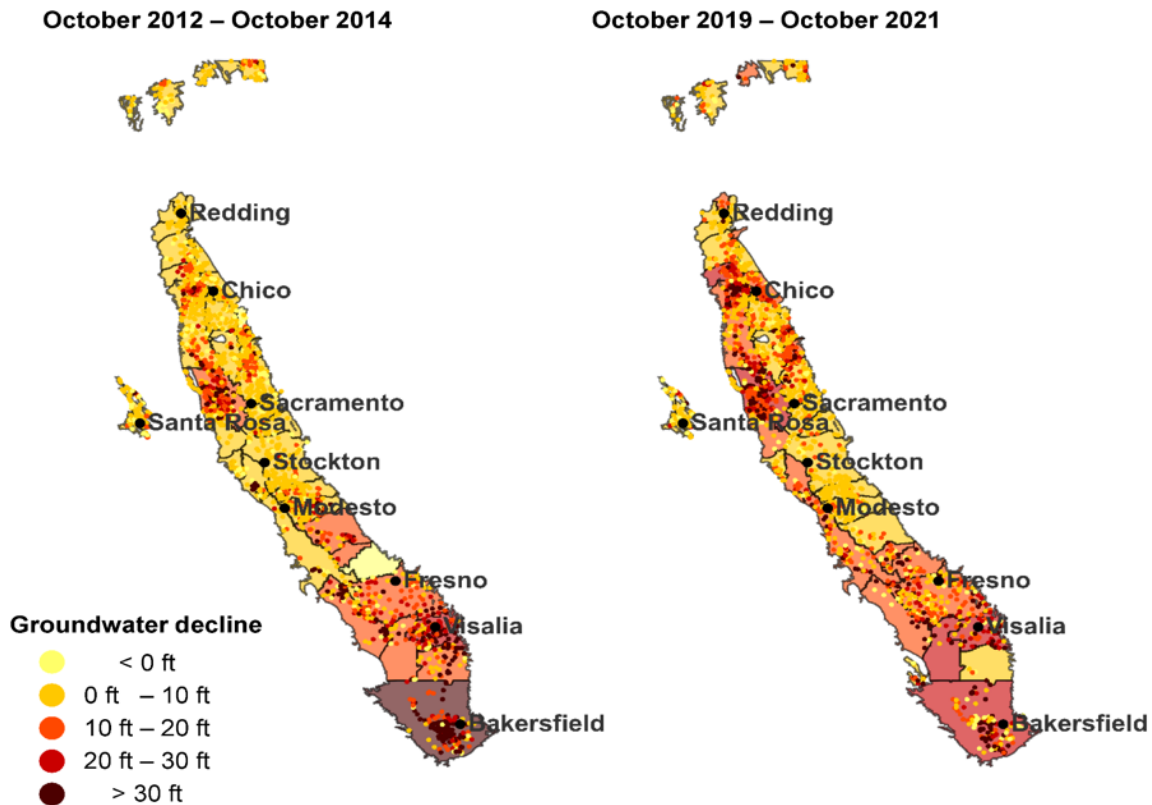 October 2012 – October 2014
October 2019 – October 2021
Redding
Redding
Chico
Chico
Sacramento
Sacramento
Santa Rosa
Santa Rosa
Stockton
Stockton
Modesto
Modesto
Fresno
Fresno
Visalia
Visalia
Bakersfield
Bakersfield
Groundwater decline
< 0 ft
0 ft – 10 ft
10 ft – 20 ft
20 ft – 30 ft
> 30 ft